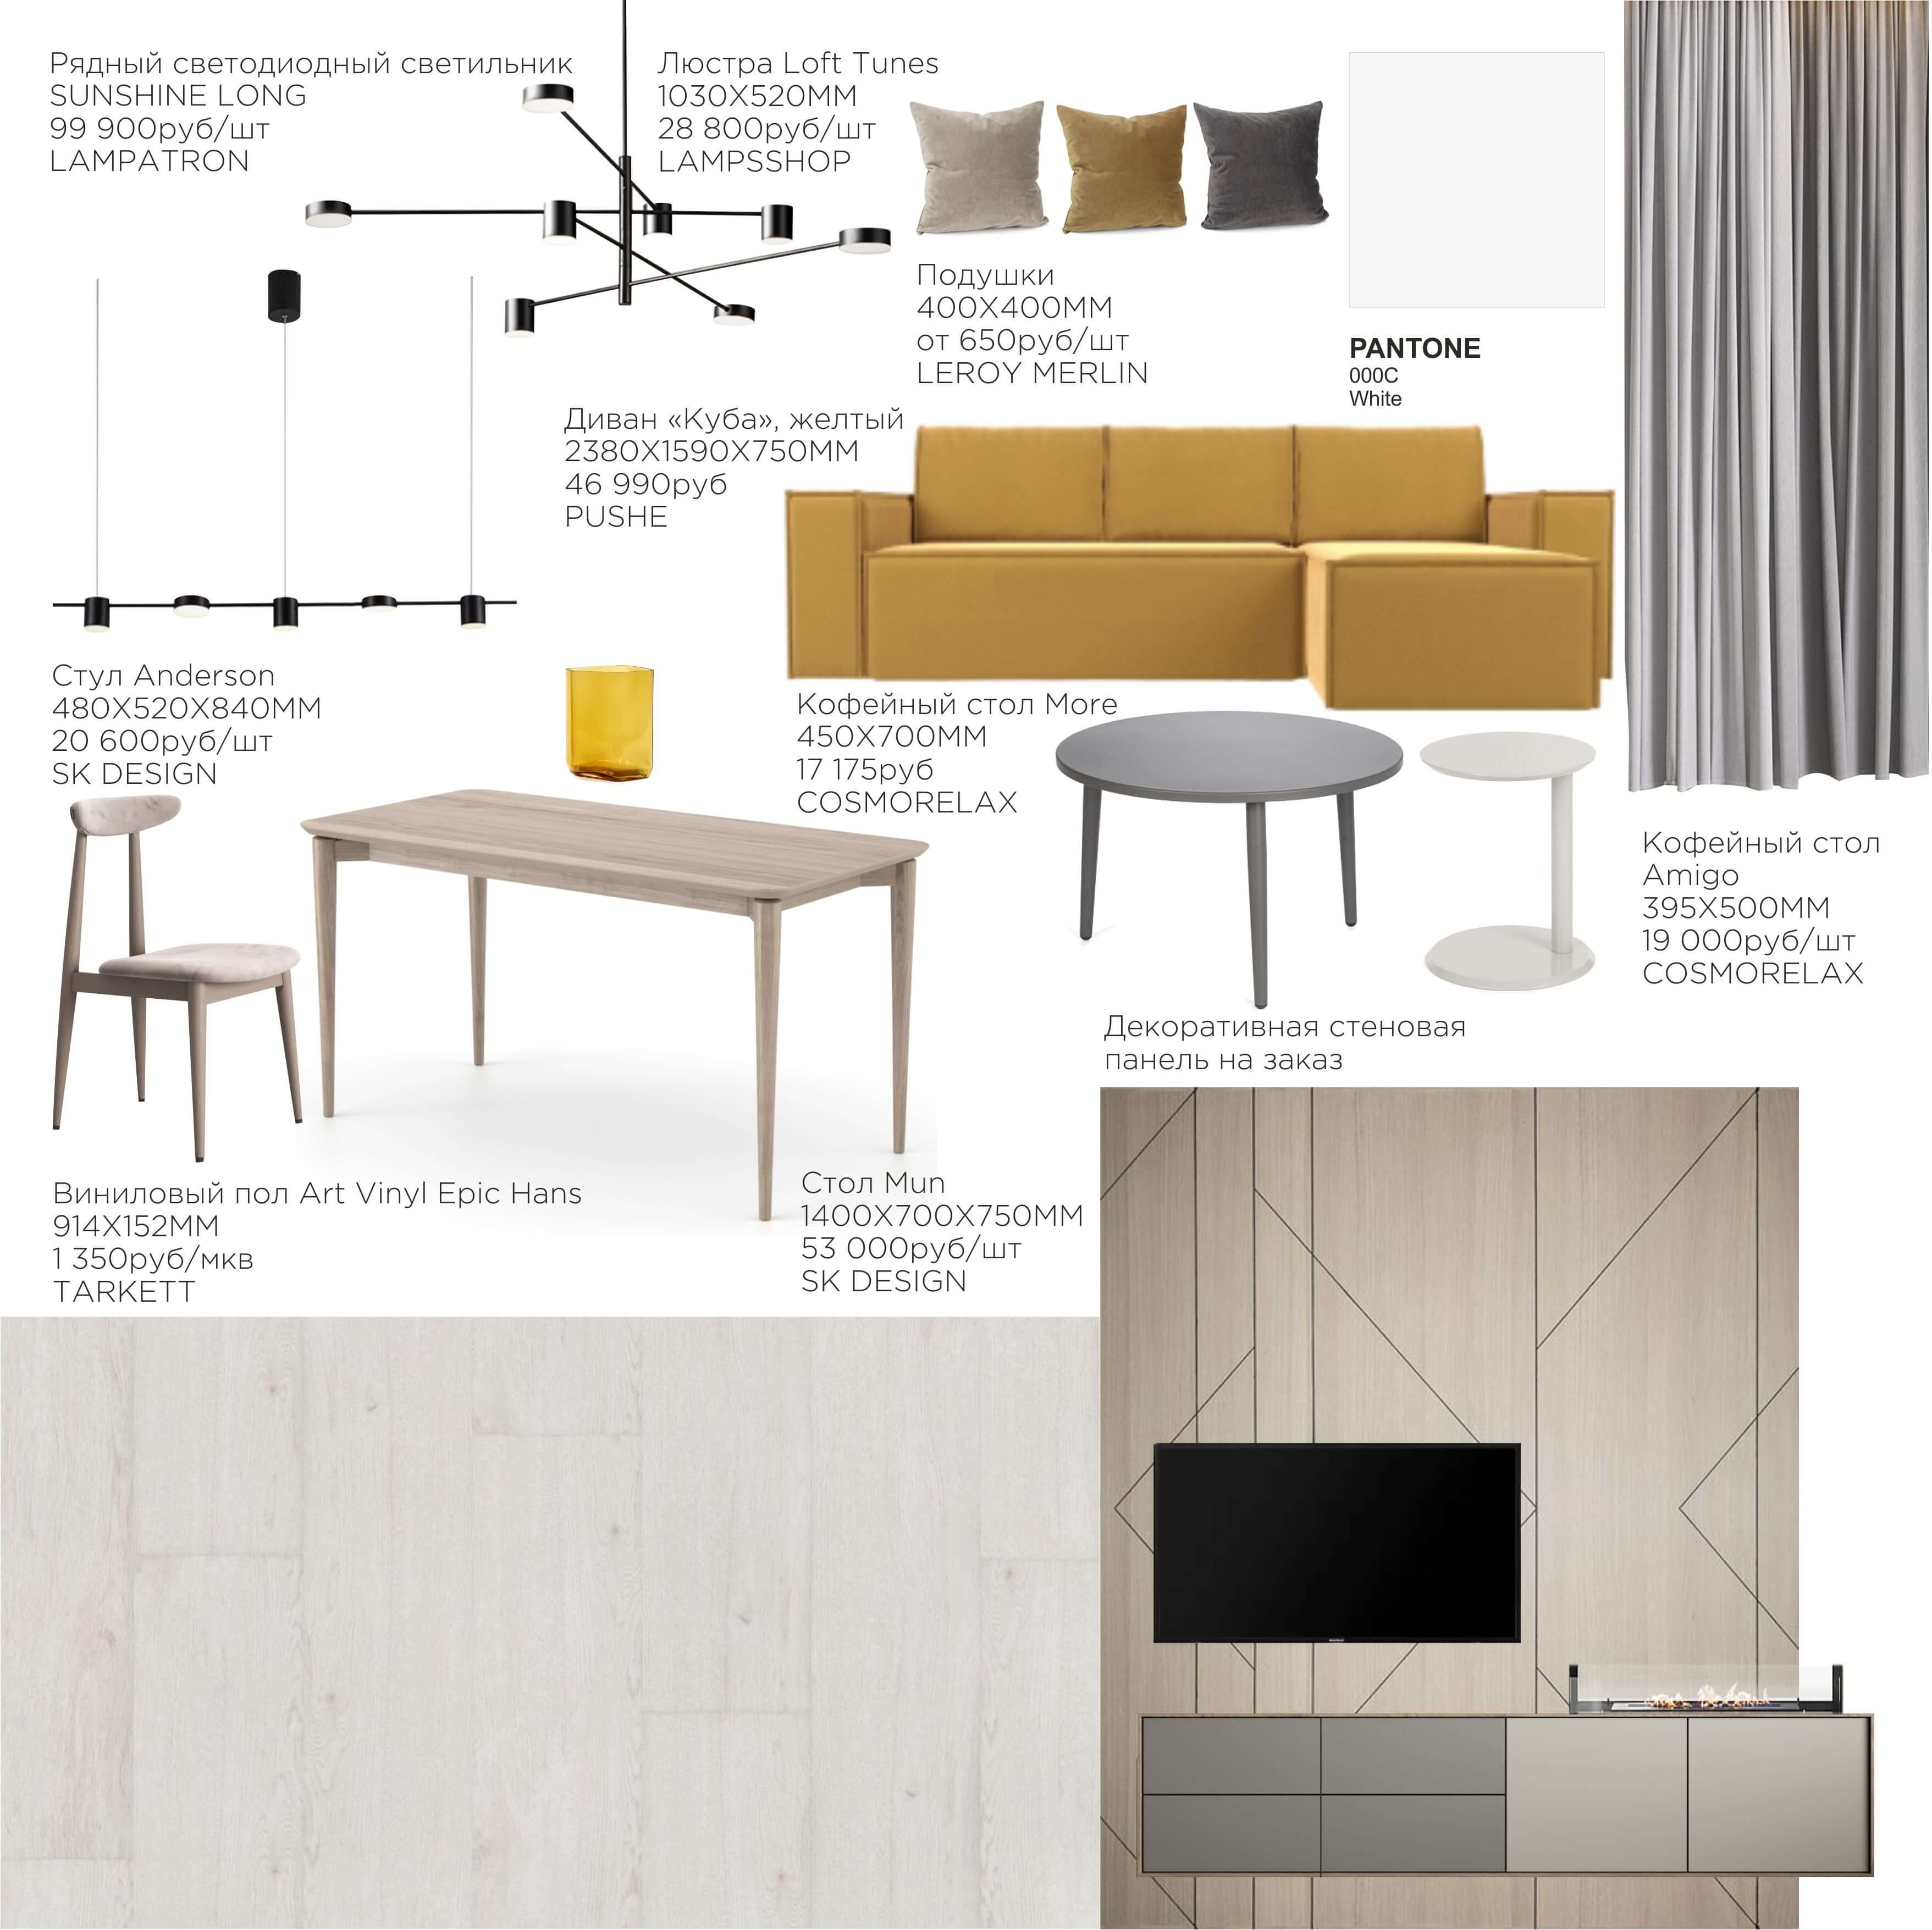 Рядный светодиодный светильник
SUNSHINE LONG
99 900руб/шт
LAMPATRON
Люстра Loft Tunes
1030X520MM
28 800руб/шт
LAMPSSHOP
Подушки
400X400MM
от 650руб/шт
LEROY MERLIN
PANTONE
000C
White
Диван «Куба», желтый
2380X1590X750MM
46 990руб
PUSHE
Стул Anderson
480X520X840MM
20 600руб/шт
SK DESIGN
Кофейный стол More
450X700MM
17 175руб
COSMORELAX
Кофейный стол
Amigo
395X500MM
19 000руб/шт
COSMORELAX
Декоративная стеновая
панель на заказ
Виниловый пол Art Vinyl Epic Hans
914X152MM
1 350руб/мкв
TARKETT
Стол Mun
1400X700X750MM
53 000руб/шт
SK DESIGN